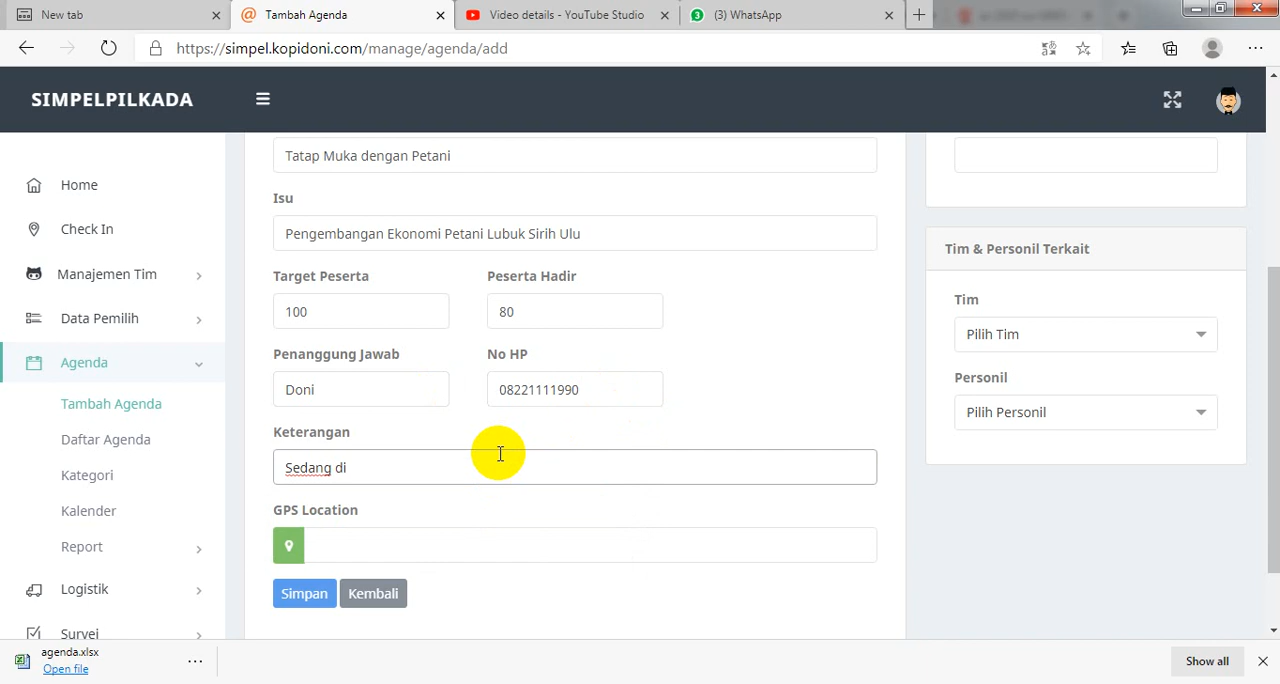 New tab
Tambah Agenda
Video details - YouTube Studio
(3) WhatsApp
https://simpel.kopidoni.com/manage/agenda/add
SIMPELPILKADA
Home
Check In
Manajemen Tim
Data Pemilih
Agenda
Tambah Agenda
Daftar Agenda
Kategori
Kalender
Report
Logistik
Survei
Tatap Muka dengan Petani
Isu
Pengembangan Ekonomi Petani Lubuk Sirih Ulu
Target Peserta
Peserta Hadir
100
80
Penanggung Jawab
No HP
Doni
08221111990
Keterangan
Sedang di
GPS Location
Simpan
Kembali
Tim & Personil Terkait
Tim
Pilih Tim
Personil
Pilih Personil
agenda.xlsx
Open file
Show all